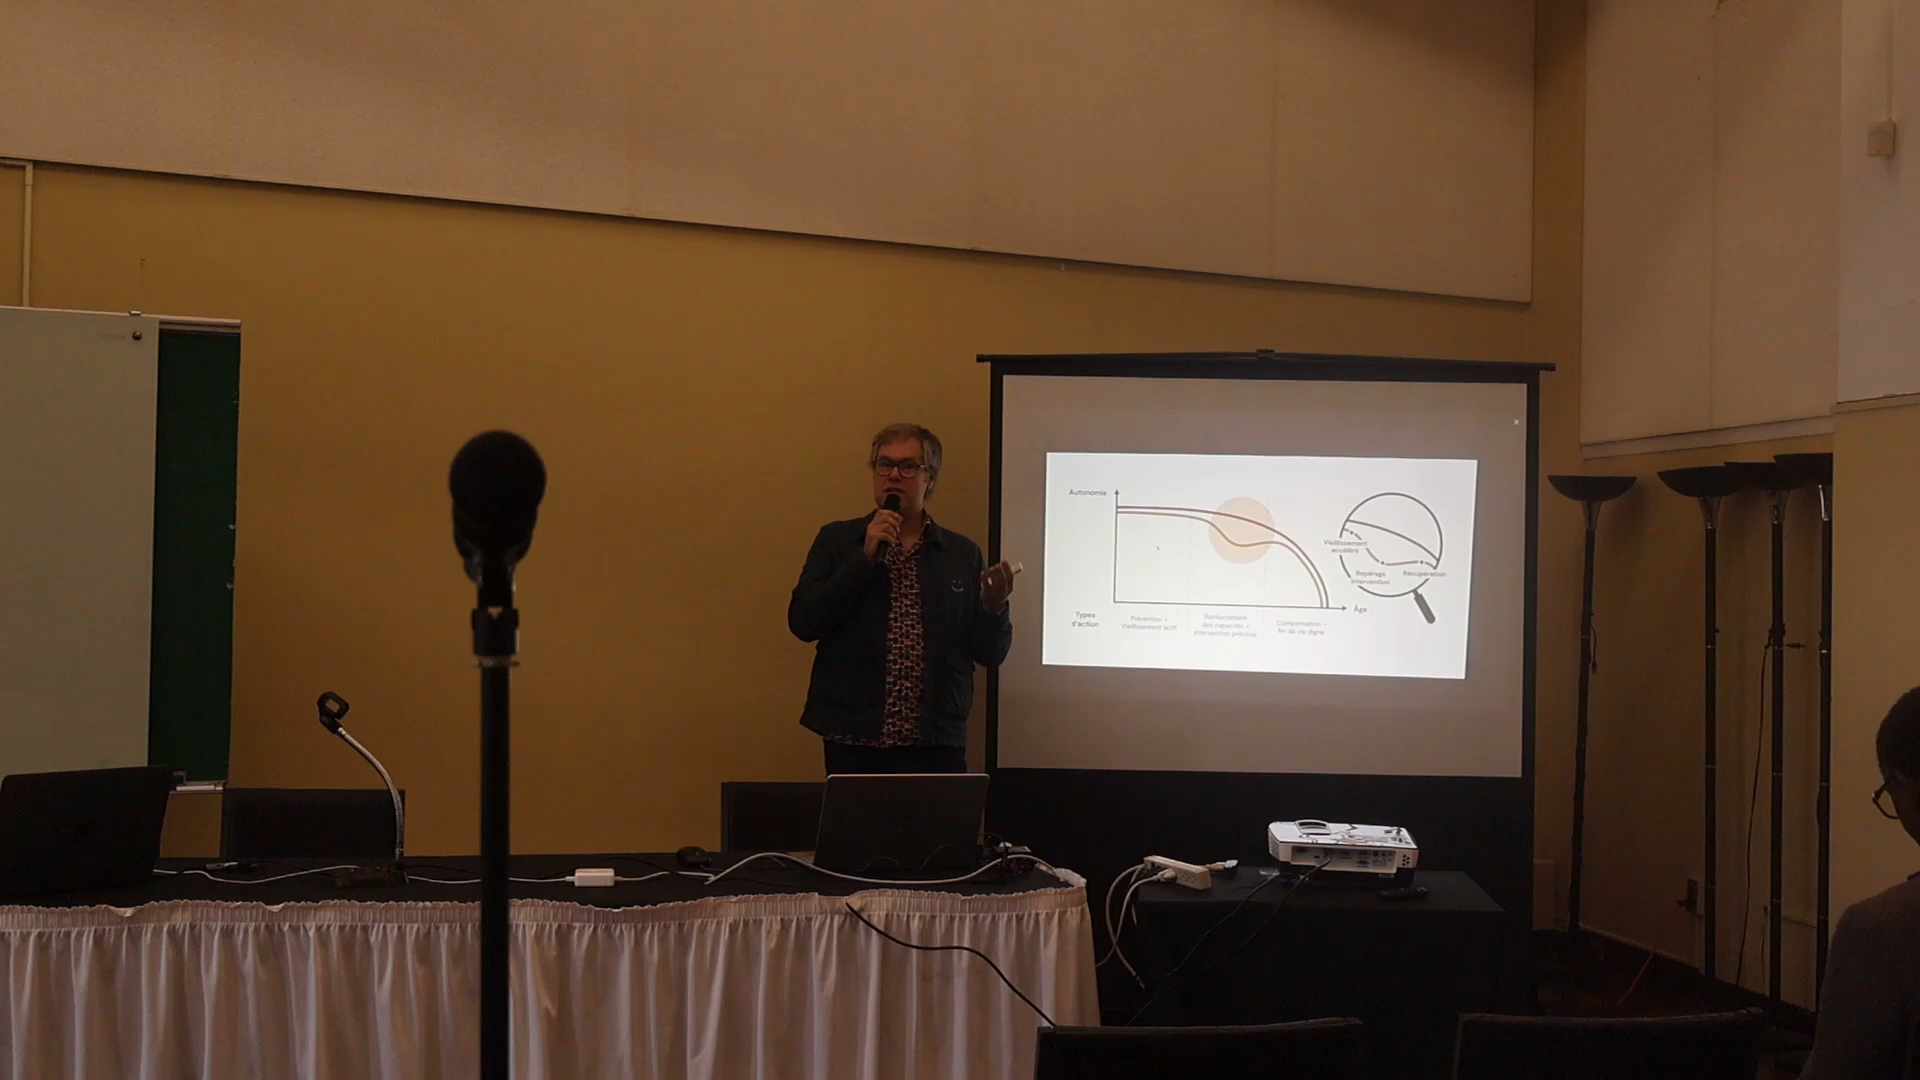 Autonomie
Vieillissement
accéléré
Repérage
intervention
Récupération
Âge
Types
d'action
Prévention +
Vieillissement actif
Renforcement
des capacités +
intervention précoce
Compensation +
fin de vie digne